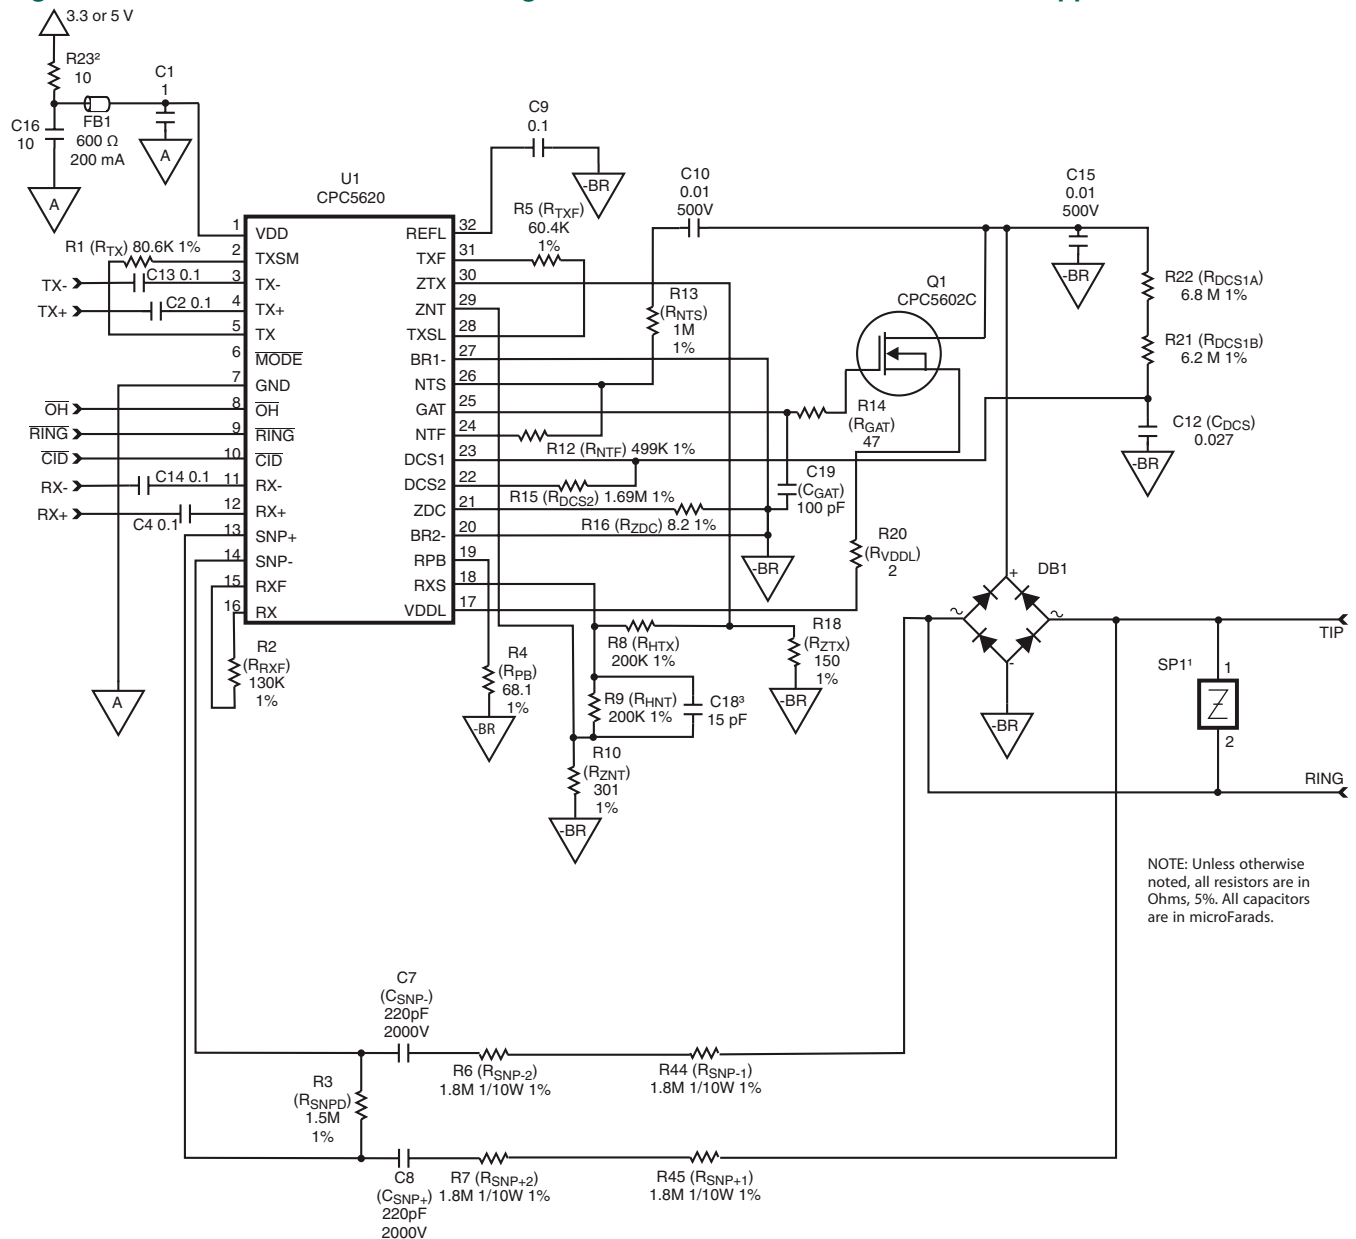 3.3 or 5 V
R23²
10
C16
10
FB1
600 Ω
200 mA
C1
1
A
A
U1
CPC5620
C9
0.1
-BR
R5 (RTXF)
60.4K
1%
C10
0.01
500V
C15
0.01
500V
-BR
R1 (RTX) 80.6K 1%
TX-
C13 0.1
TX+
C2 0.1
OH
RING
CID
RX-
C14 0.1
RX+
C4 0.1
1 VDD
2 TXSM
3 TX-
4 TX+
5 TX
6 MODE
7 GND
8 OH
9 RING
10 CID
11 RX-
12 RX+
13 SNP+
14 SNP-
15 RXF
16 RX
REFL 32
TXF 31
ZTX 30
ZNT 29
TXSL 28
BR1- 27
NTS 26
GAT 25
NTF 24
DCS1 23
DCS2 22
ZDC 21
BR2- 20
RPB 19
RXS 18
VDDL 17
R13
(RNTS)
1M
1%
Q1
CPC5602C
R22 (RDCS1A)
6.8 M 1%
R21 (RDCS1B)
6.2 M 1%
C12 (CDCS)
0.027
-BR
R14
(RGAT)
47
R12 (RNTF) 499K 1%
R15 (RDCS2) 1.69M 1%
R16 (RZDC) 8.2 1%
C19
(CGAT)
100 pF
-BR
R20
(RVDDL)
2
DB1
+
~
~
-
-BR
TIP
SP1¹
1
2
RING
A
R2
(RRXF)
130K
1%
R4
(RPB)
68.1
1%
-BR
R8 (RHTX)
200K 1%
R18
(RZTX)
150
1%
-BR
R9 (RHNT)
200K 1%
C18³
15 pF
R10
(RZNT)
301
1%
-BR
NOTE: Unless otherwise
noted, all resistors are in
Ohms, 5%. All capacitors
are in microFarads.
C7
(CSNP-)
220pF
2000V
R6 (RSNP-2)
1.8M 1/10W 1%
R44 (RSNP-1)
1.8M 1/10W 1%
R3
(RSNPD)
1.5M
1%
C8
(CSNP+)
220pF
2000V
R7 (RSNP+2)
1.8M 1/10W 1%
R45 (RSNP+1)
1.8M 1/10W 1%